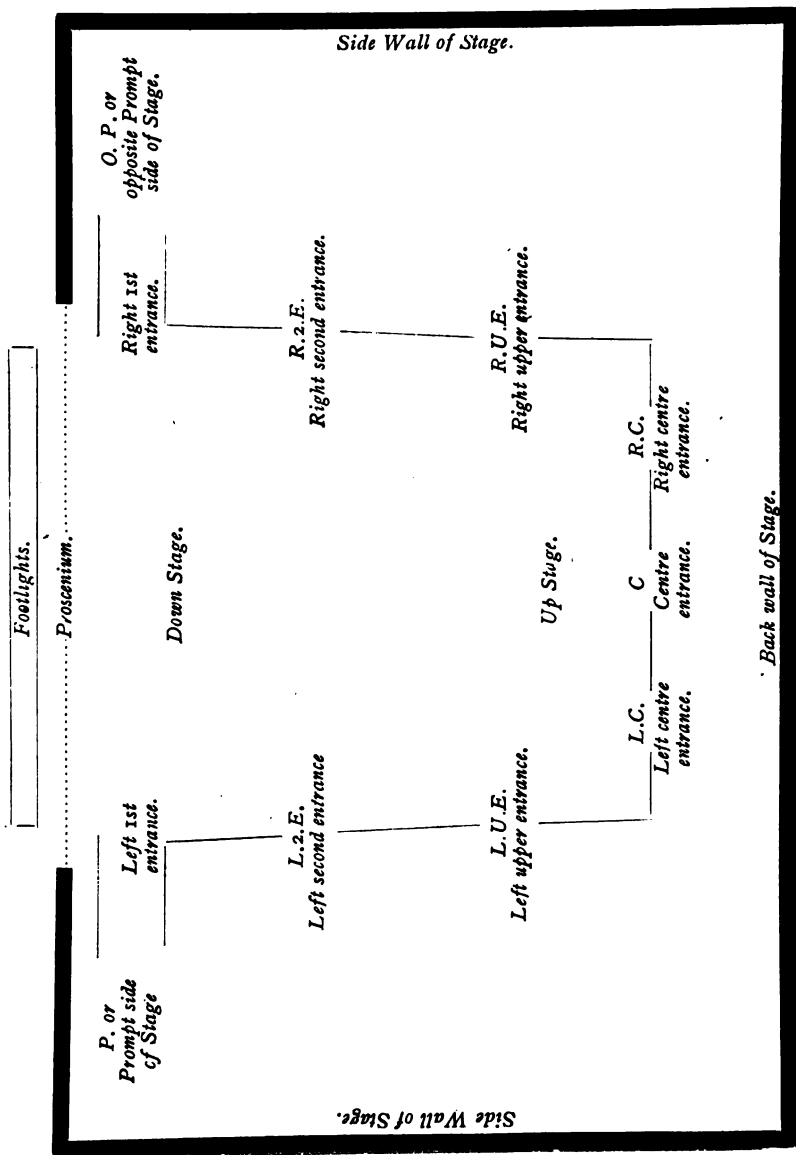 Footlights.
Proscenium.
P. or
Prompt side
of Stage
Left 1st
entrance.
Right 1st
entrance.
O. P. or
opposite Prompt
side of Stage.
Down Stage.
L.2.E.
Left second entrance
R.2.E.
Right second entrance.
Side Wall of Stage.
Side Wall of Stage.
L.U.E.
Left upper entrance.
R.U.E.
Right upper entrance.
Up Stage.
L.C.
Left centre
entrance.
C
Centre
entrance.
R.C.
Right centre
entrance.
Back wall of Stage.